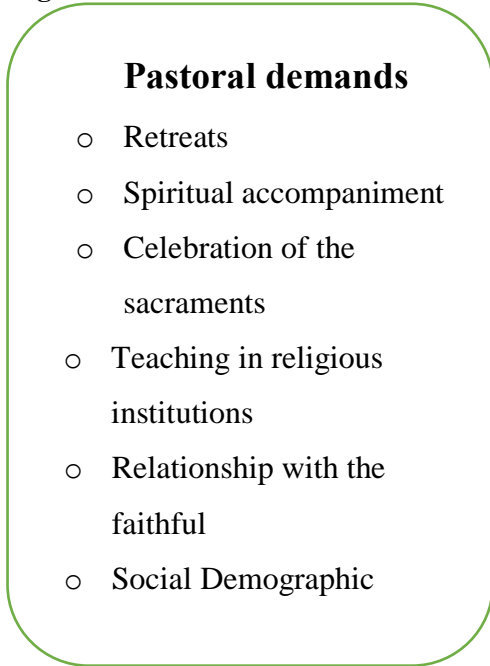 Pastoral demands
o Retreats
o Spiritual accompaniment
o Celebration of the
sacraments
o Teaching in religious
institutions
o Relationship with the
faithful
o Social Demographic